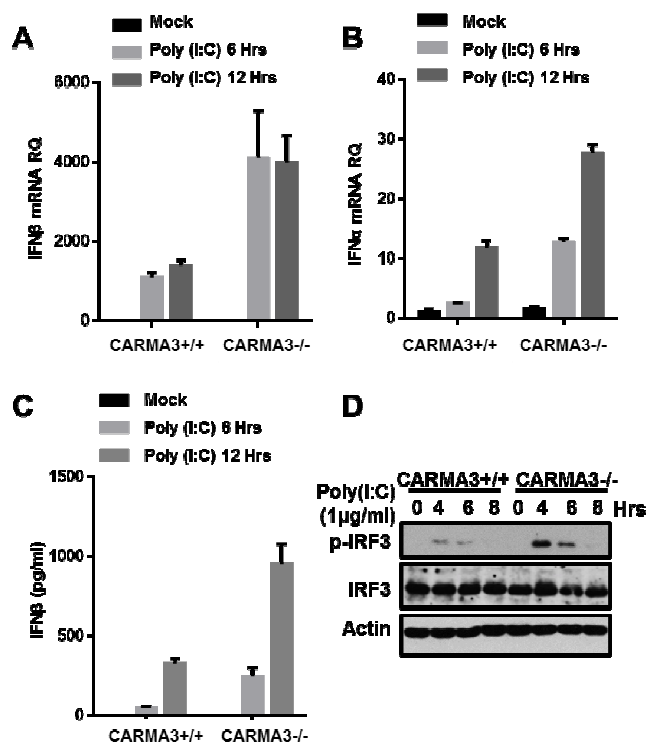 A
Mock
Poly (I:C) 6 Hrs
Poly (I:C) 12 Hrs
6000
4000
2000
0
IFNβ mRNA RQ
CARMA3+/+ CARMA3-/-
B
Mock
Poly (I:C) 6 Hrs
Poly (I:C) 12 Hrs
40
30
20
10
0
IFNα mRNA RQ
CARMA3+/+ CARMA3-/-
C
Mock
Poly (I:C) 6 Hrs
Poly (I:C) 12 Hrs
1500
1000
500
0
IFNβ (pg/ml)
CARMA3+/+ CARMA3-/-
D
CARMA3+/+ CARMA3-/-
Poly(I:C) 0 4 6 8 0 4 6 8 Hrs
(1µg/ml)
p-IRF3
IRF3
Actin